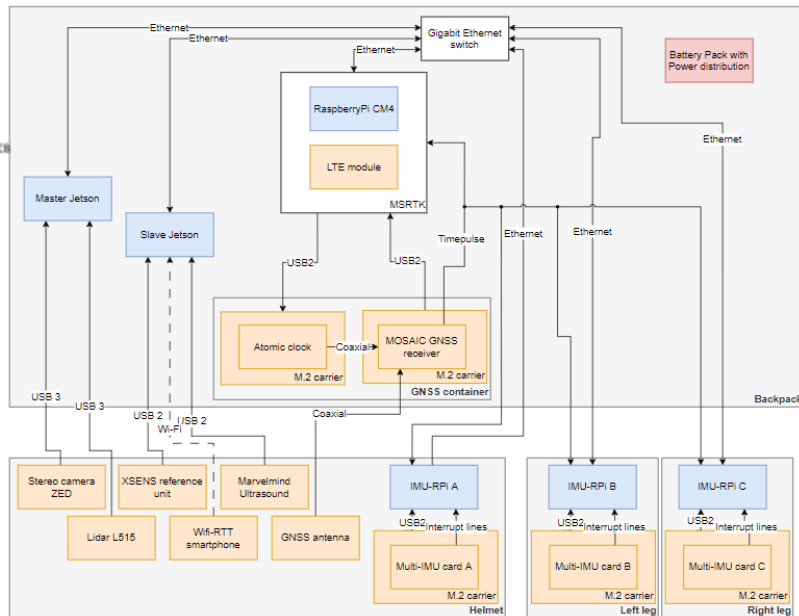 Ethernet
Ethernet
Gigabit Ethernet
switch
Ethernet
Battery Pack with
Power distribution
RaspberryPi CM4
LTE module
MSRTK
Ethernet
Master Jetson
Slave Jetson
Timepulse
Ethernet
Ethernet
USB2
USB2
Atomic clock
Coaxial
MOSAIC GNSS
receiver
M.2 carrier
M.2 carrier
GNSS container
Backpack
USB 3
USB 3
USB 2
USB 2
Wi-Fi
Coaxial
Stereo camera
ZED
XSENS reference
unit
Marvelmind
Ultrasound
Lidar L515
Wifi-RTT
smartphone
GNSS antenna
IMU-RPi A
IMU-RPi B
IMU-RPi C
USB2
Interrupt lines
USB2
Interrupt lines
USB2
Interrupt lines
Multi-IMU card A
Multi-IMU card B
Multi-IMU card C
M.2 carrier
M.2 carrier
M.2 carrier
Helmet
Left leg
Right leg